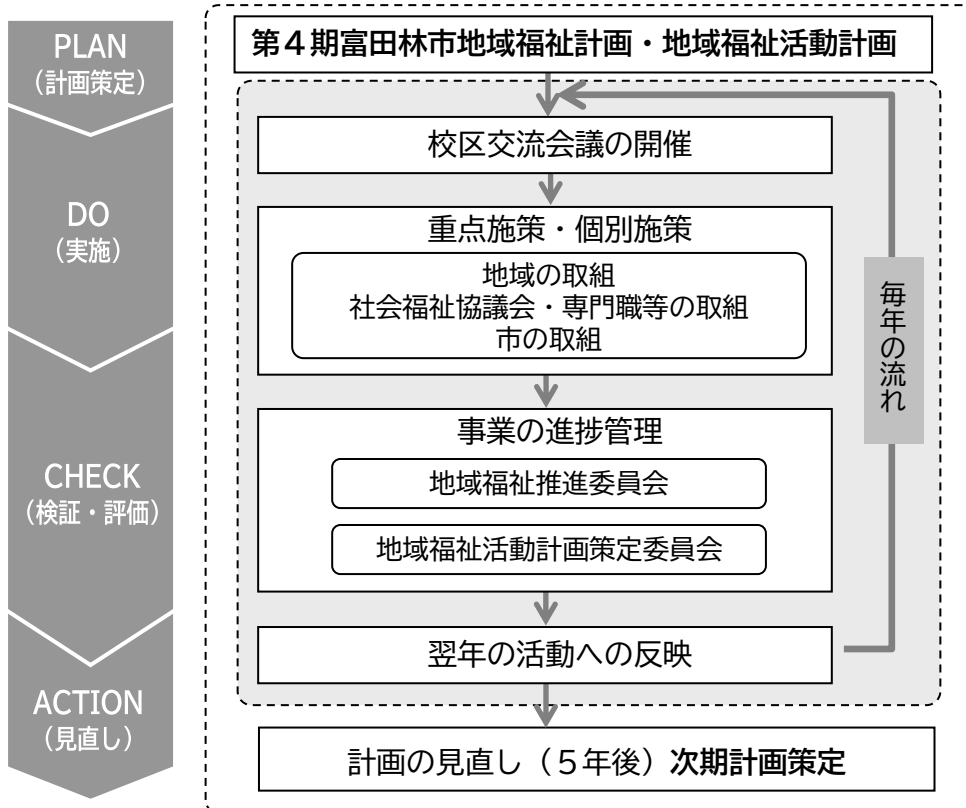 PLAN
（計画策定）
DO
（実施）
CHECK
（検証・評価）
ACTION
（見直し）
第４期富田林市地域福祉計画・地域福祉活動計画
校区交流会議の開催
重点施策・個別施策
地域の取組
社会福祉協議会・専門職等の取組
市の取組
事業の進捗管理
地域福祉推進委員会
地域福祉活動計画策定委員会
翌年の活動への反映
毎年の流れ
計画の見直し（５年後）次期計画策定